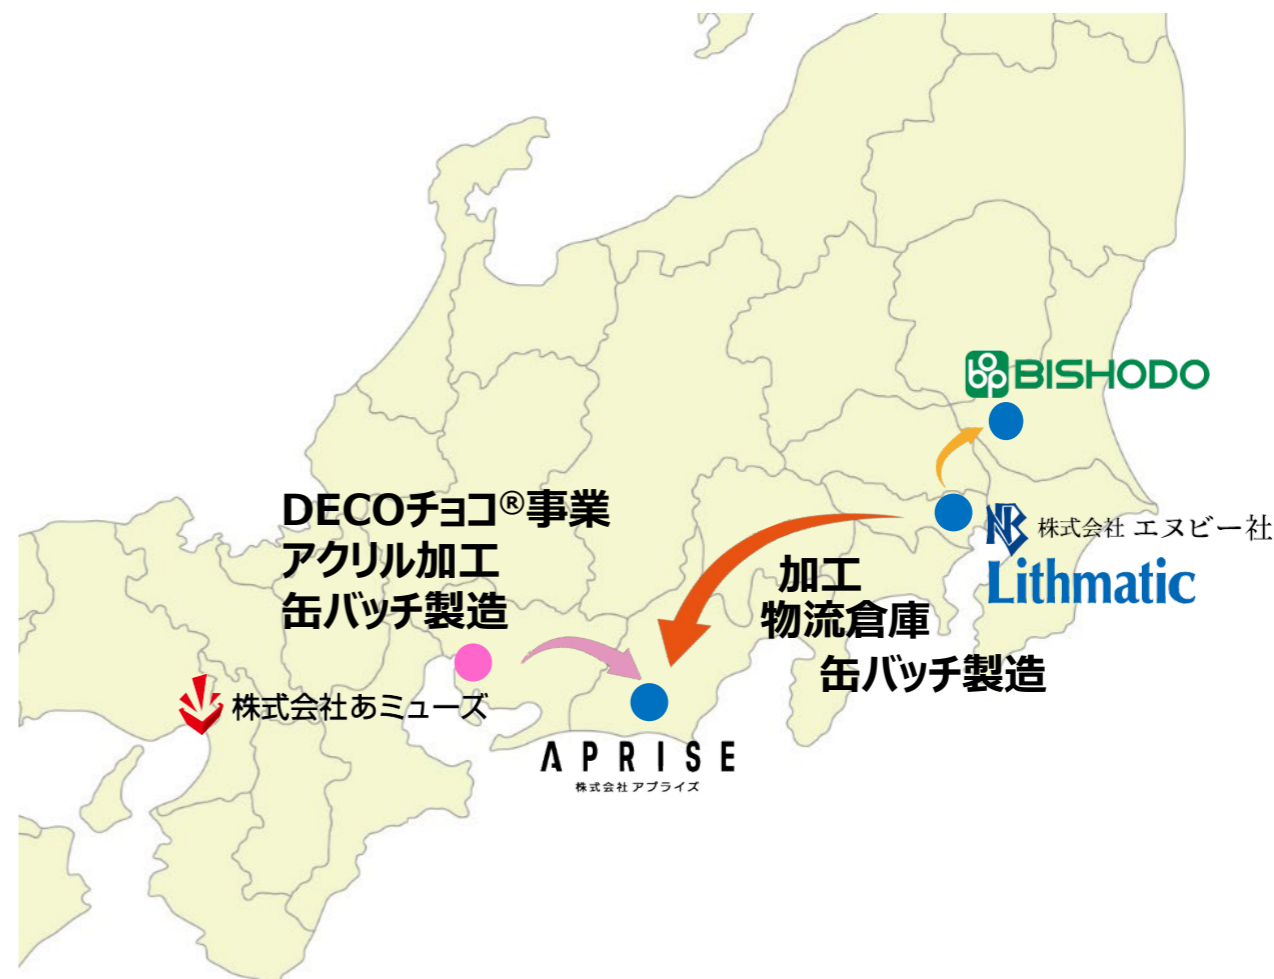 BISHODO
DECOチョコ®事業
アクリル加工
缶バッチ製造
株式会社 エヌビー社
Lithmatic
加工
物流倉庫
缶バッチ製造
株式会社あミューズ
APRISE
株式会社アプライズ